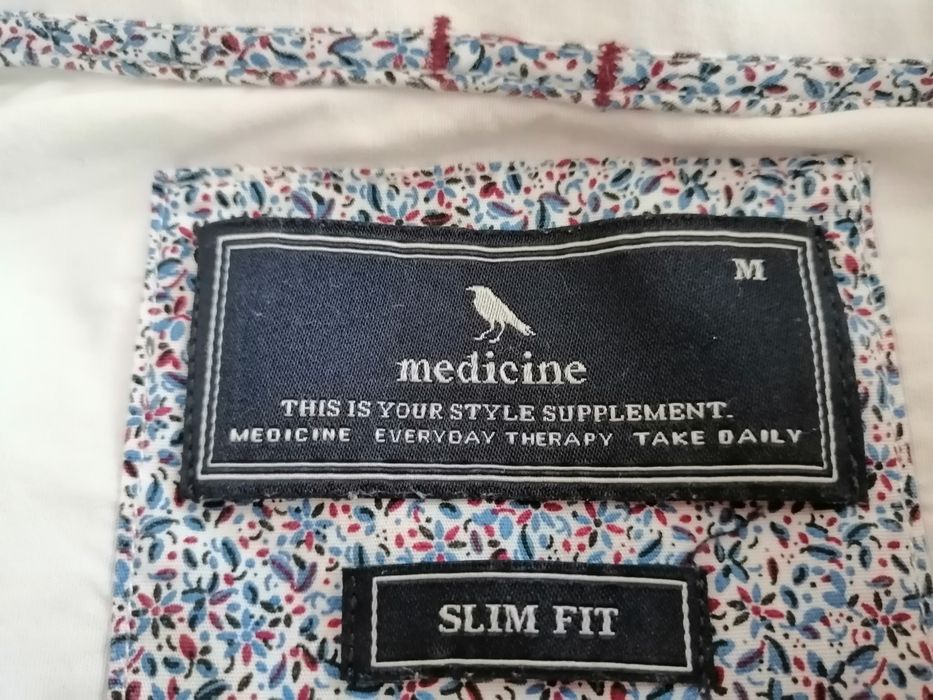 M
medicine
THIS IS YOUR STYLE SUPPLEMENT.
MEDICINE EVERYDAY THERAPY TAKE DAILY
SLIM FIT